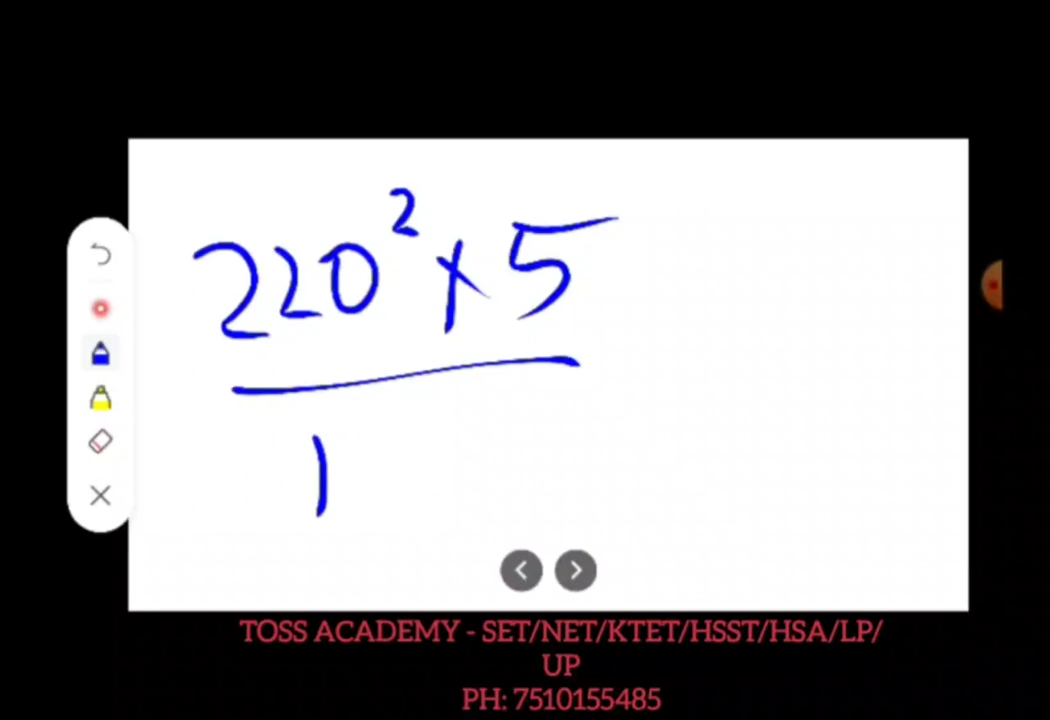 220² x 5
1
TOSS ACADEMY - SET/NET/KTET/HSST/HSA/LP/
UP
PH: 7510155485